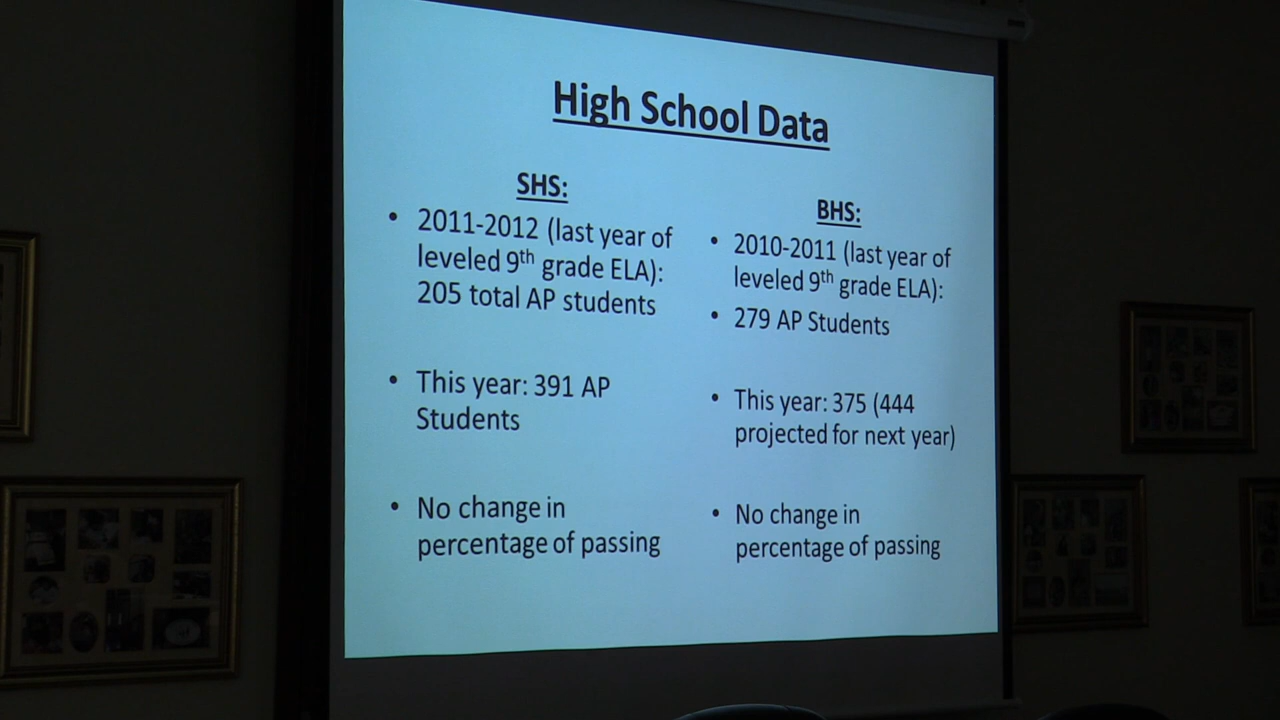 High School Data
SHS:
• 2011-2012 (last year of
leveled 9th grade ELA):
205 total AP students
• This year: 391 AP
Students
• No change in
percentage of passing
BHS:
• 2010-2011 (last year of
leveled 9th grade ELA):
• 279 AP Students
• This year: 375 (444
projected for next year)
• No change in
percentage of passing